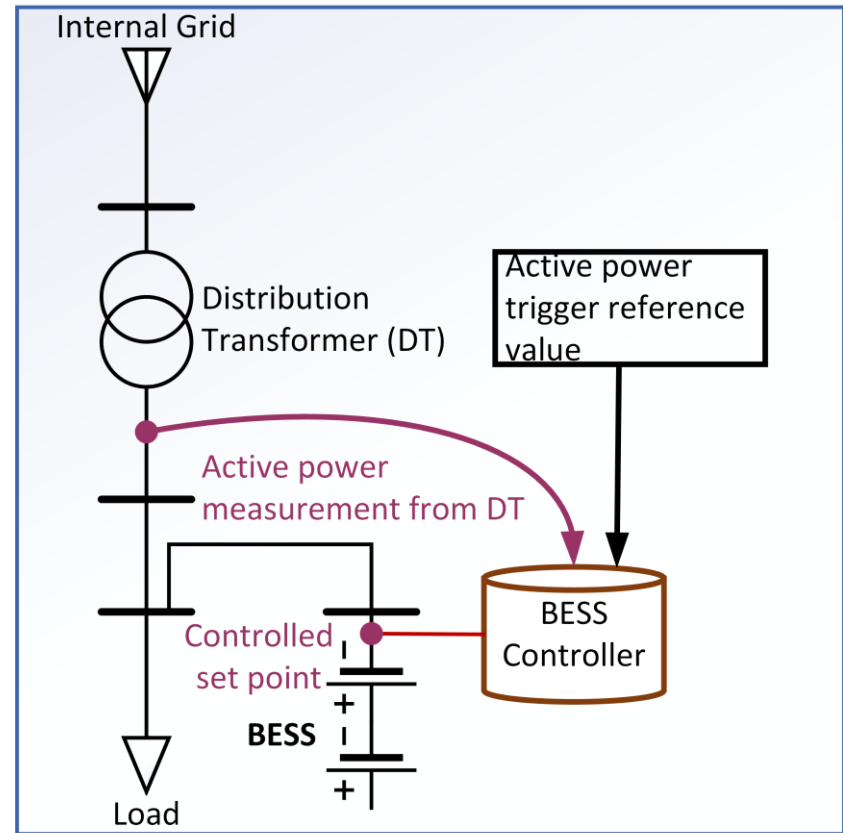 Internal Grid
Distribution
Transformer (DT)
Active power
trigger reference
value
Active power
measurement from DT
Controlled
set point
BESS
Controller
BESS
Load